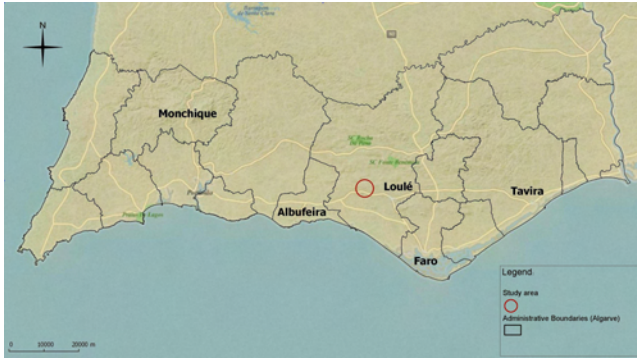 N
Monchique
Loulé
Tavira
Albufeira
Faro
Legend
Study area
Administrative Boundaries (Algarve)
0 10000 20000 m